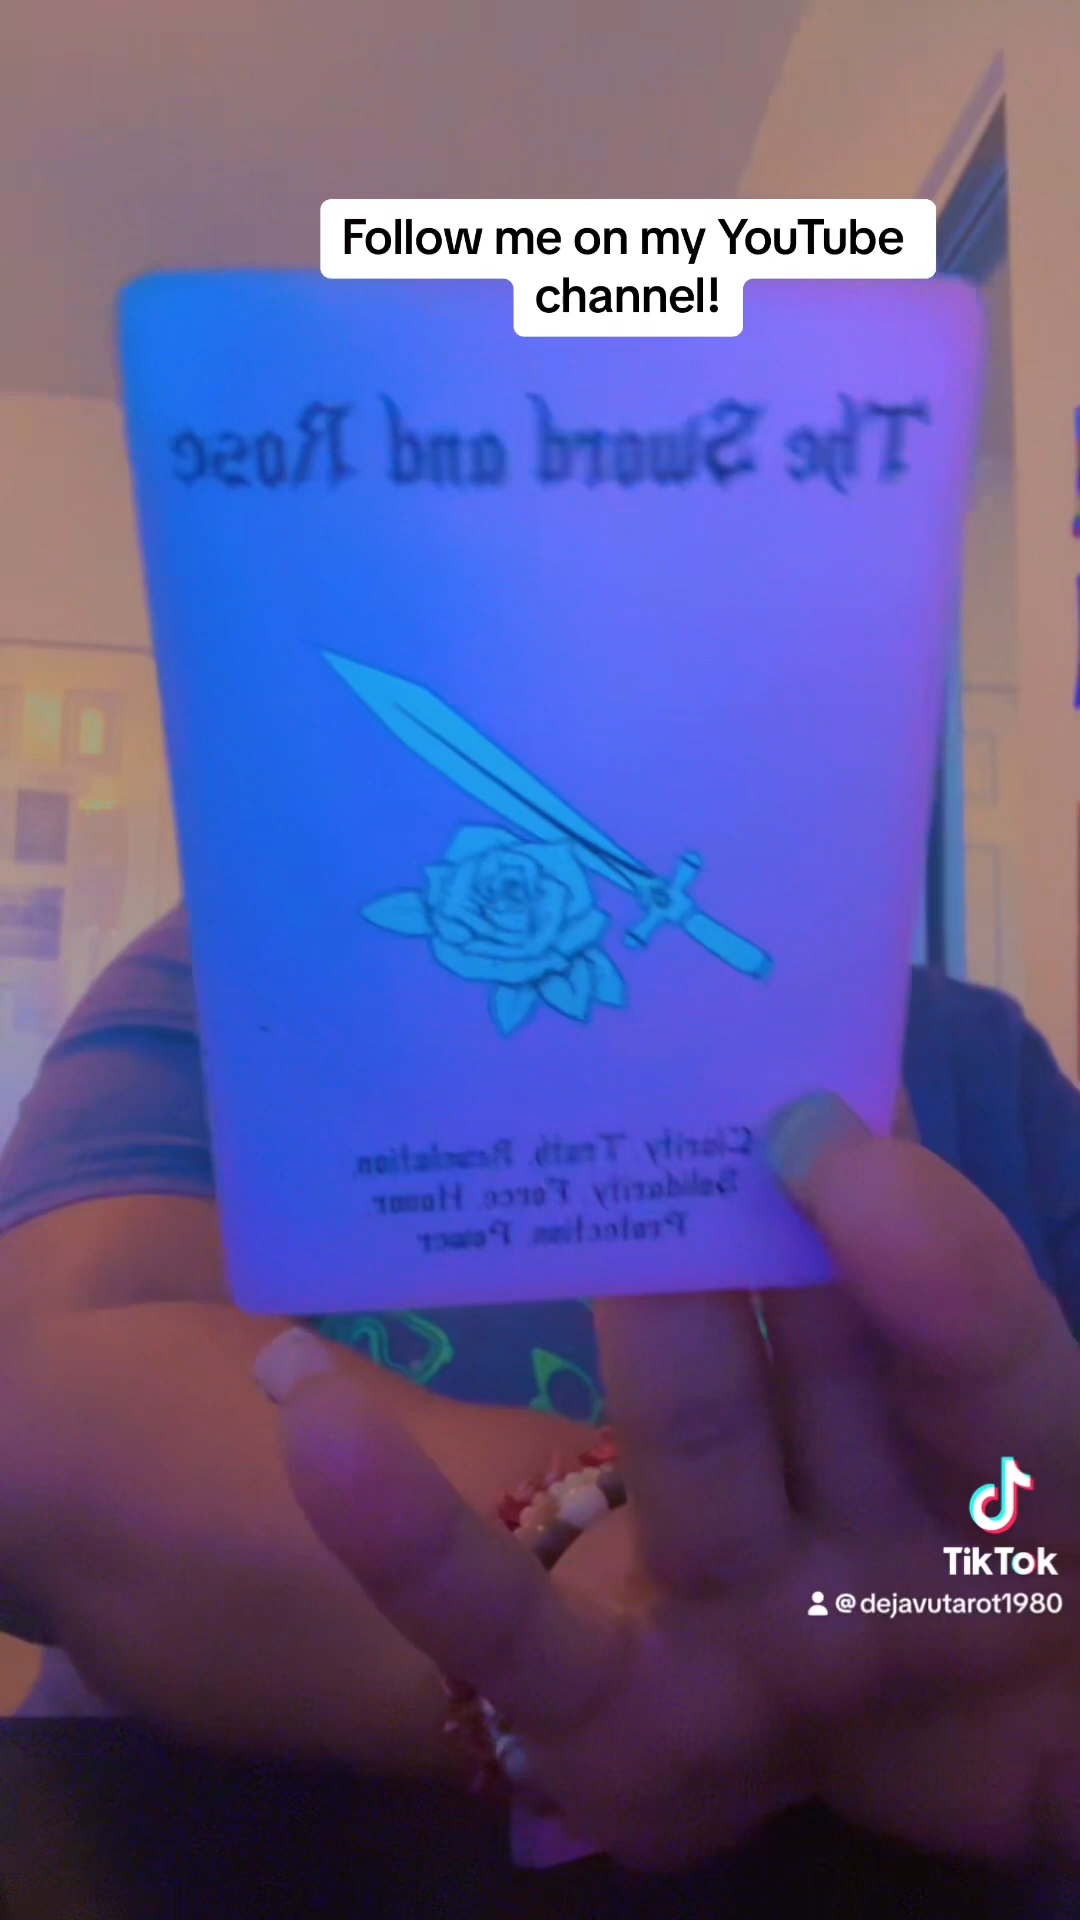 Follow me on my YouTube
channel!
The Sword and Rose
Clarity, Truth, Revelation,
Solidarity, Force, Honor,
Protection, Power
TikTok
@dejavutarot1980